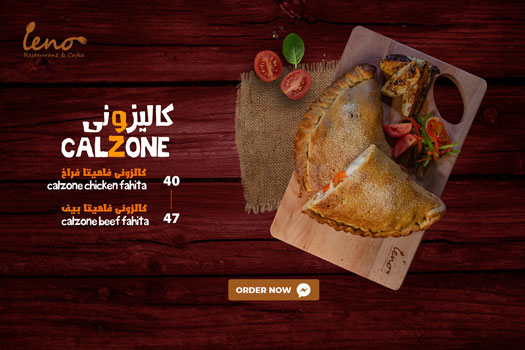 Leno
Restaurant & Cafe
كاليزوني
CALZONE
كالزوني فاهيتا فراخ
calzone chicken fahita 40
كالزوني فاهيتا بيف
calzone beef fahita 47
ORDER NOW
leno